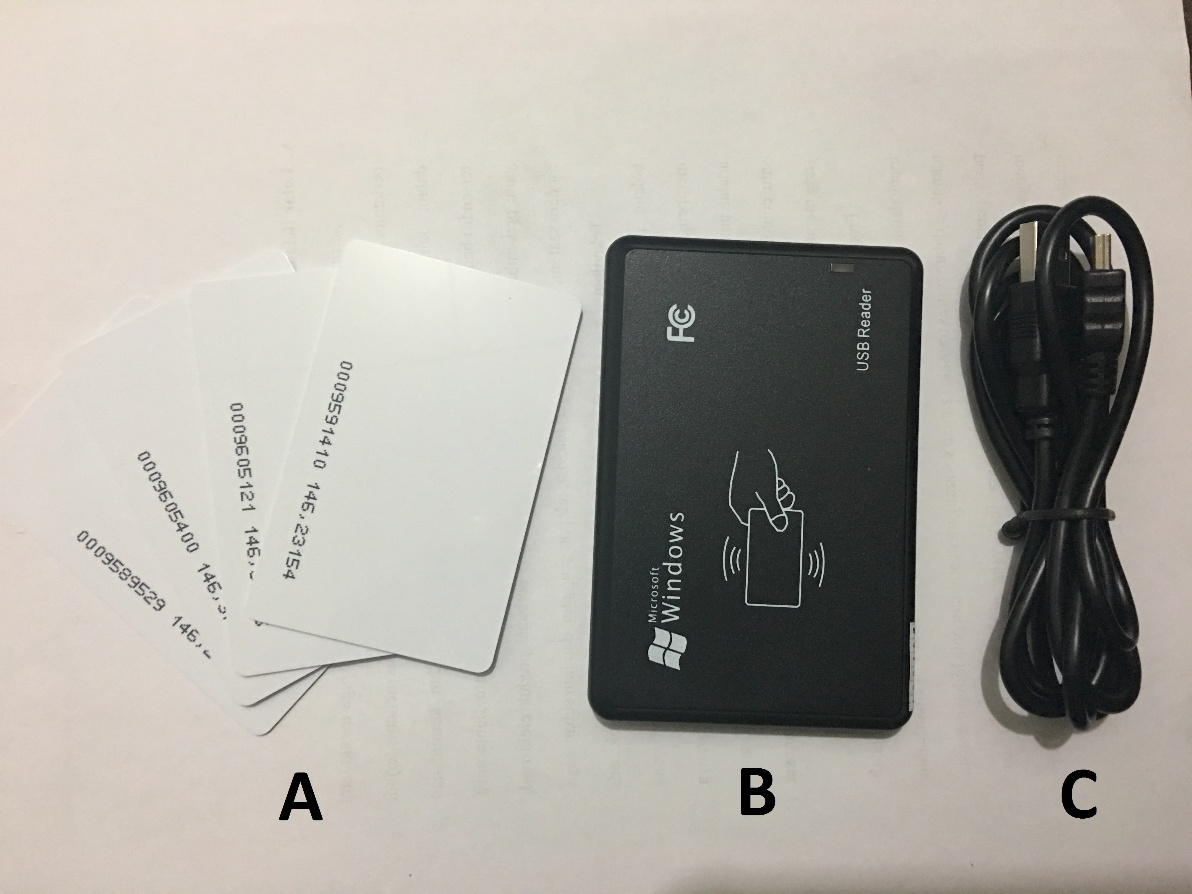 0009591410 146,23154
0009605121 146,
0009605400 146,
0009589529 146,
FC
USB Reader
Microsoft
Windows
A
B
C